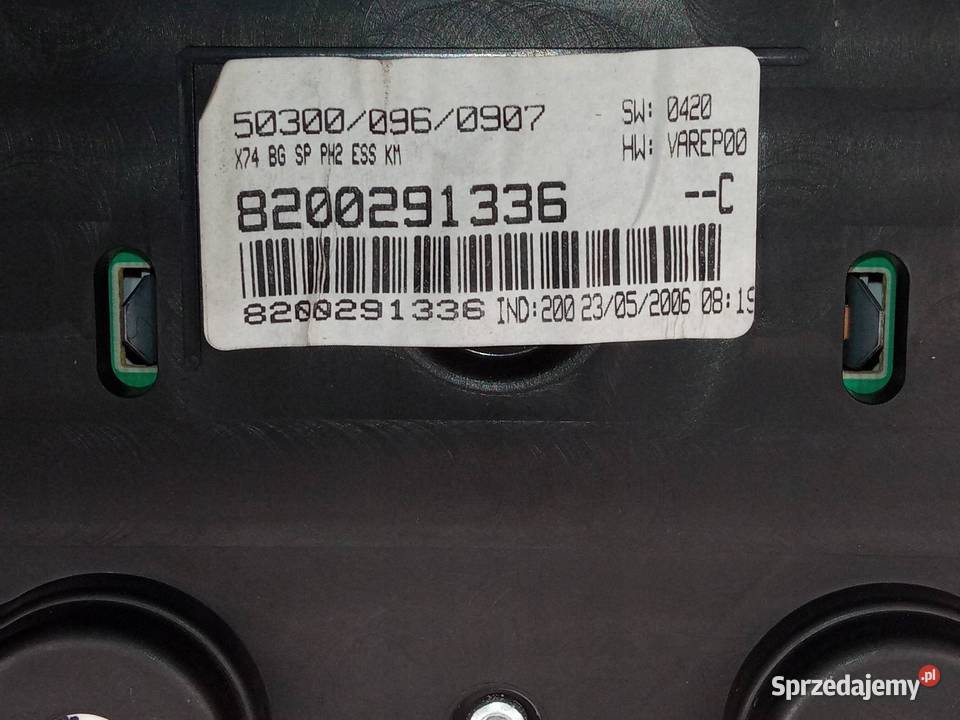 50300/096/0907 SW: 0420
X74 BG SP PH2 ESS KM HW: VAREP00
8200291336 --C
8200291336 IND:200 23/05/2006 08:19
Sprzedajemy.pl